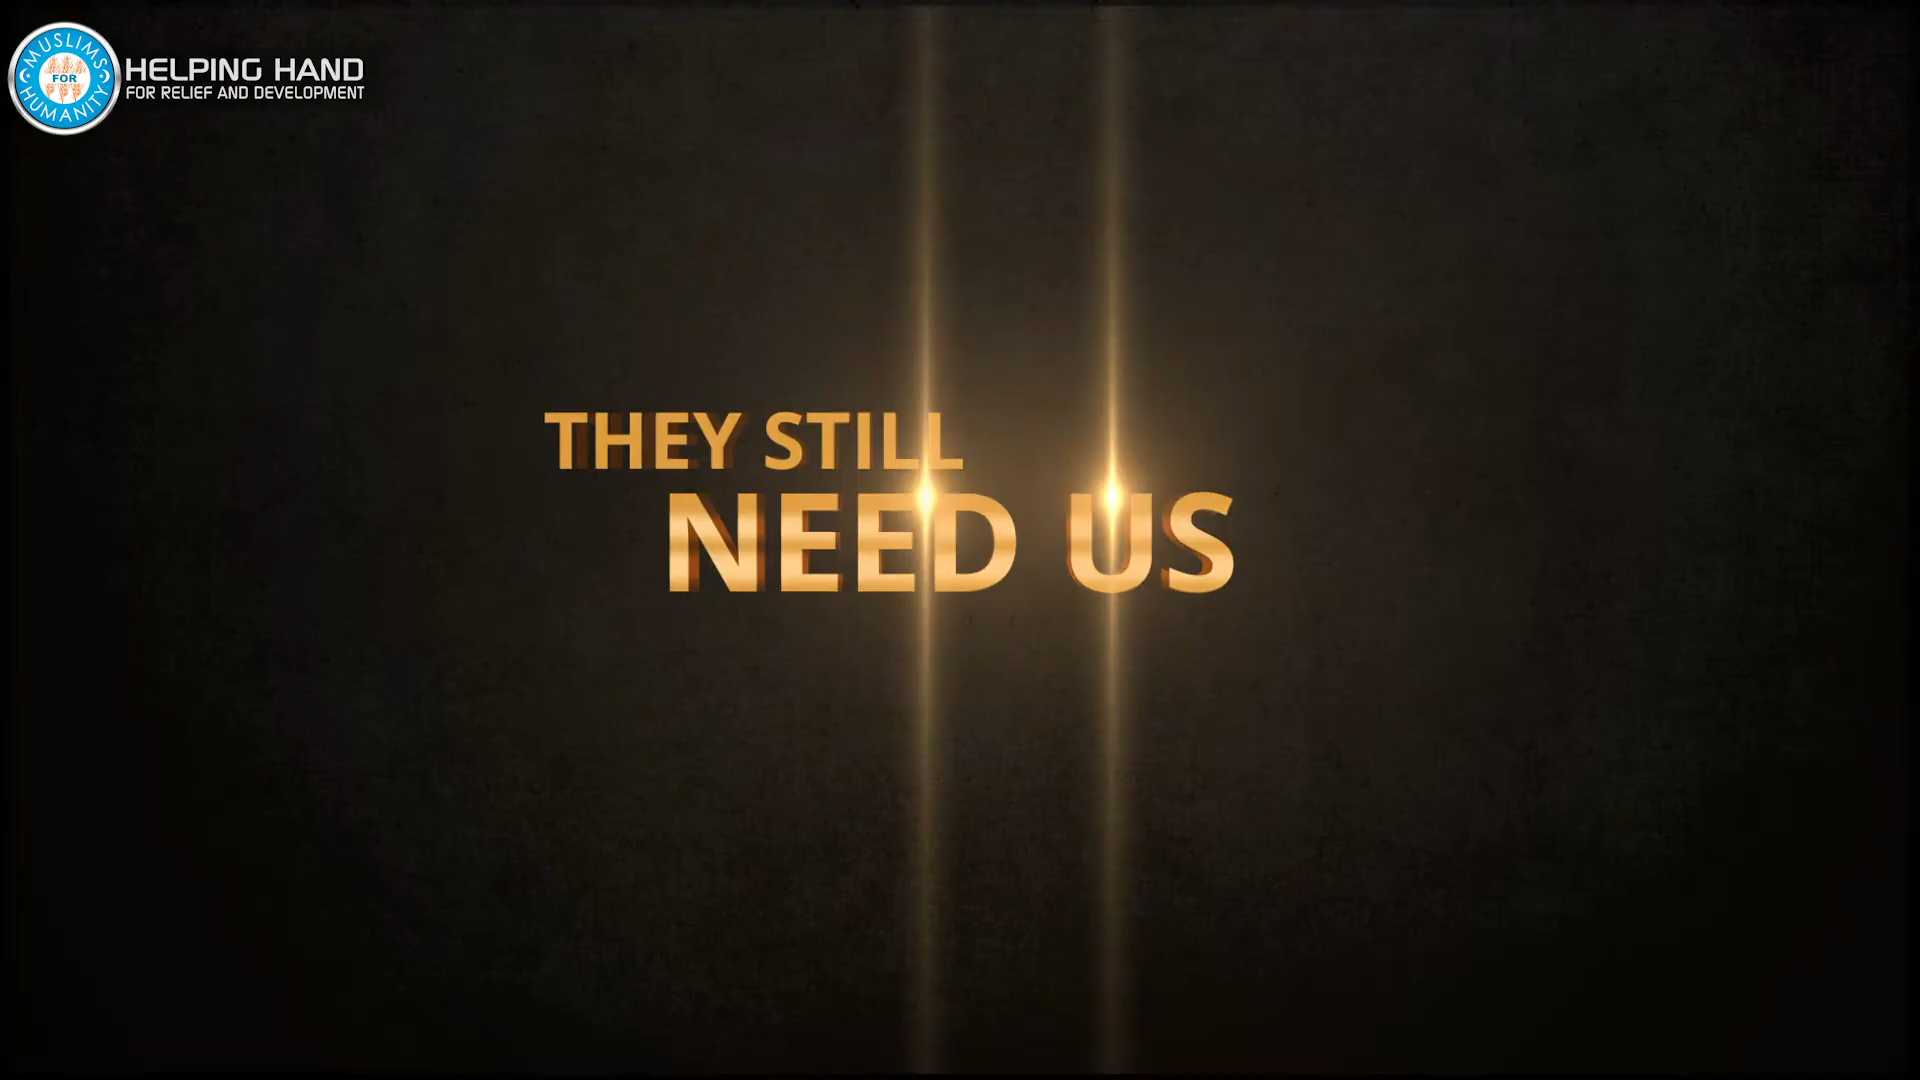 MUSLIMS
FOR
HUMANITY
HELPING HAND
FOR RELIEF AND DEVELOPMENT
THEY STILL
NEED US